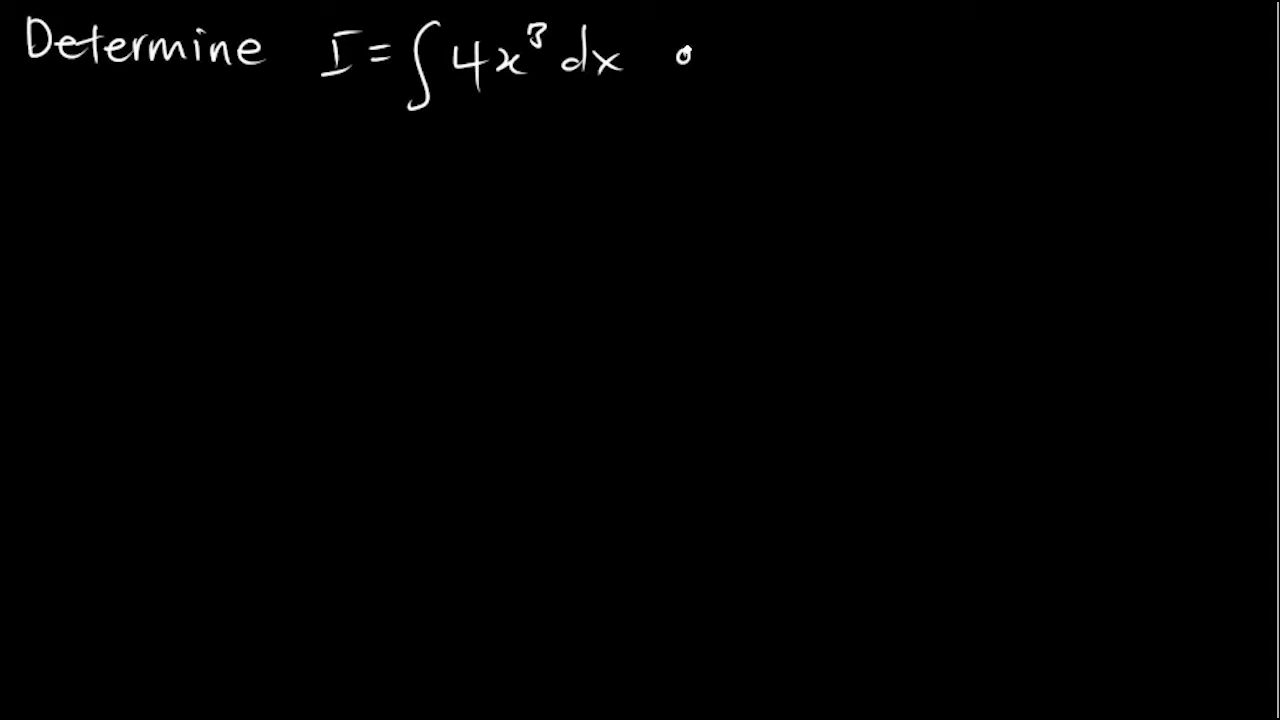 Determine I = ∫ 4x³ dx